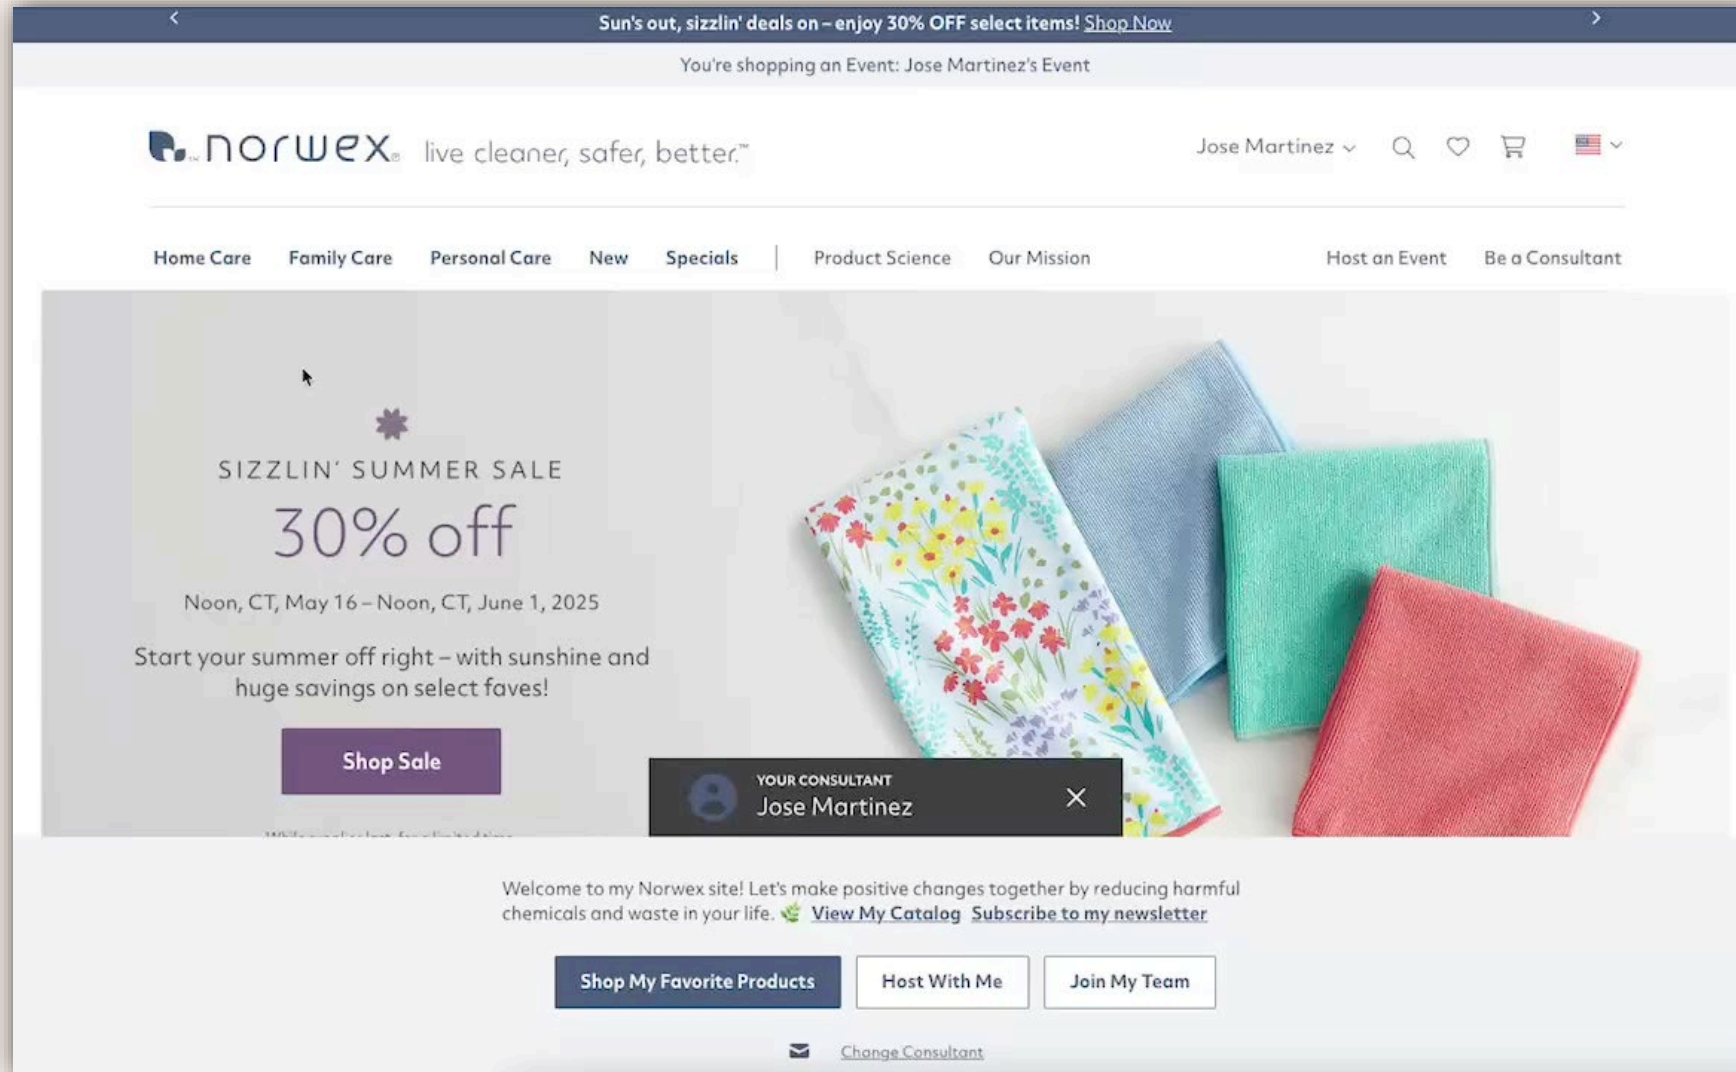 Sun's out, sizzlin' deals on – enjoy 30% OFF select items! Shop Now
You're shopping an Event: Jose Martinez's Event
norwex® live cleaner, safer, better.™
Jose Martinez
Home Care Family Care Personal Care New Specials | Product Science Our Mission Host an Event Be a Consultant
SIZZLIN' SUMMER SALE
30% off
Noon, CT, May 16 – Noon, CT, June 1, 2025
Start your summer off right – with sunshine and
huge savings on select faves!
Shop Sale
YOUR CONSULTANT
Jose Martinez
Welcome to my Norwex site! Let's make positive changes together by reducing harmful
chemicals and waste in your life. 🌿 View My Catalog Subscribe to my newsletter
Shop My Favorite Products Host With Me Join My Team
Change Consultant